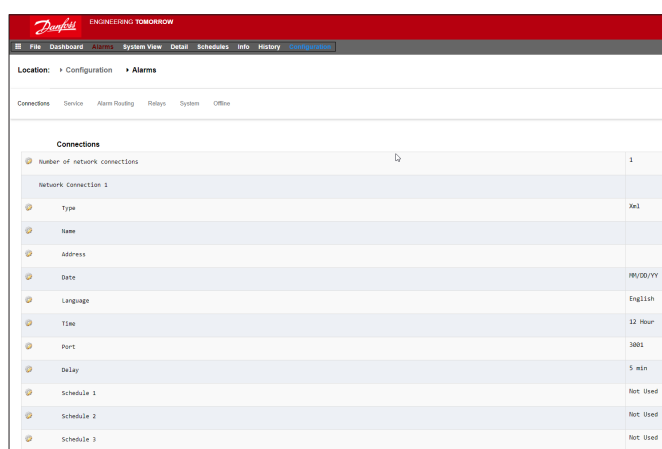 Danfoss ENGINEERING TOMORROW
File Dashboard Alarms System View Detail Schedules Info History Configuration
Location: Configuration Alarms
Connections Service Alarm Routing Relays System Offline
Connections
Number of network connections 1
Network Connection 1
Type Xml
Name
Address
Date MM/DD/YY
Language English
Time 12 Hour
Port 3001
Delay 5 min
Schedule 1 Not Used
Schedule 2 Not Used
Schedule 3 Not Used